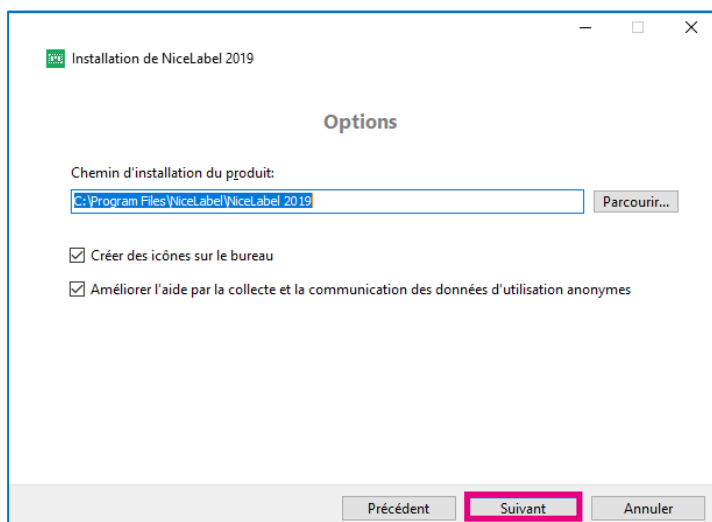 Installation de NiceLabel 2019
Options
Chemin d'installation du produit:
C:\Program Files\NiceLabel\NiceLabel 2019
Parcourir...
Créer des icônes sur le bureau
Améliorer l'aide par la collecte et la communication des données d'utilisation anonymes
Précédent
Suivant
Annuler